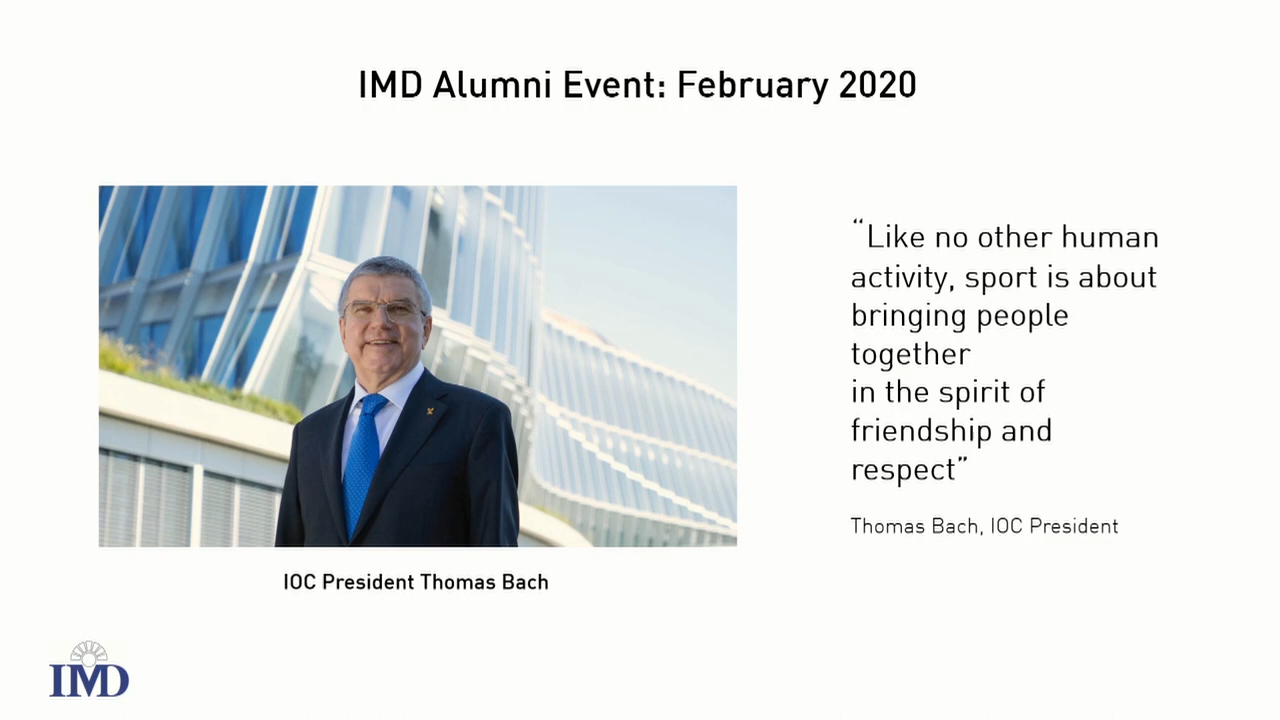 IMD Alumni Event: February 2020
“Like no other human
activity, sport is about
bringing people
together
in the spirit of
friendship and
respect”
Thomas Bach, IOC President
IOC President Thomas Bach
IMD